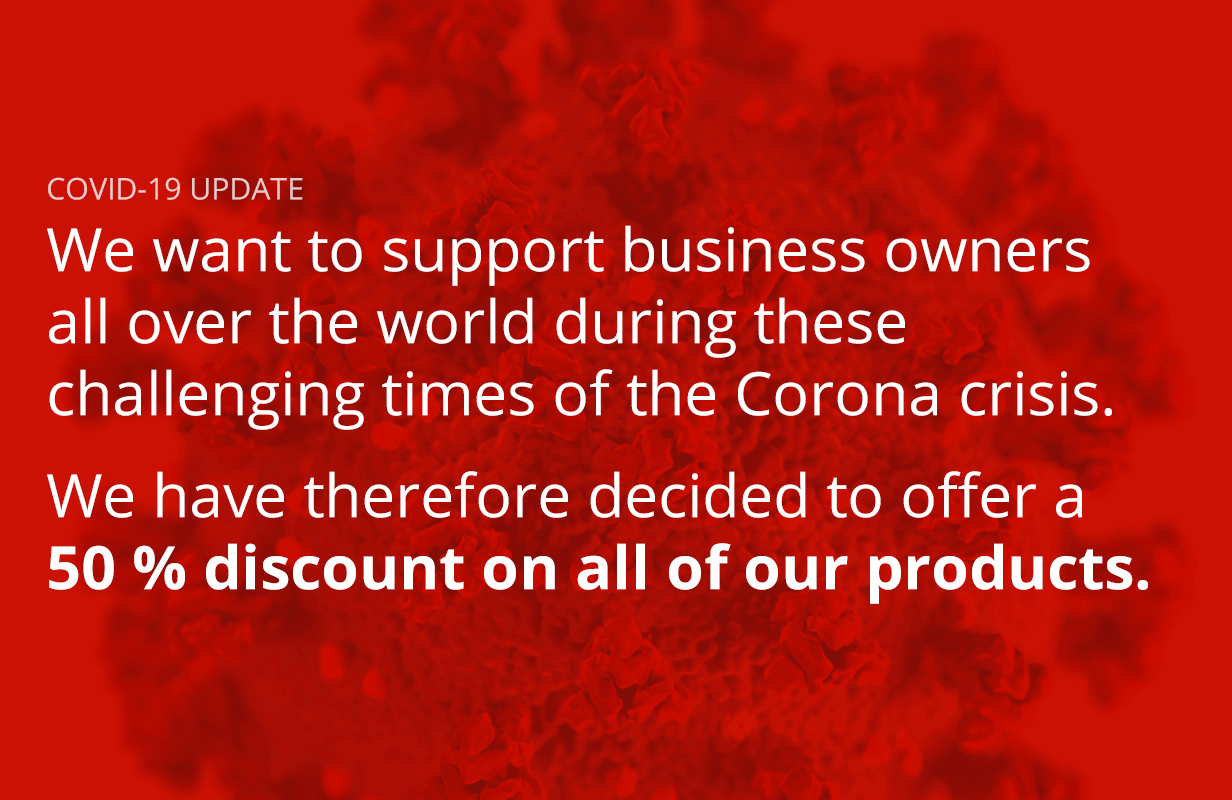 COVID-19 UPDATE
We want to support business owners
all over the world during these
challenging times of the Corona crisis.
We have therefore decided to offer a
50 % discount on all of our products.